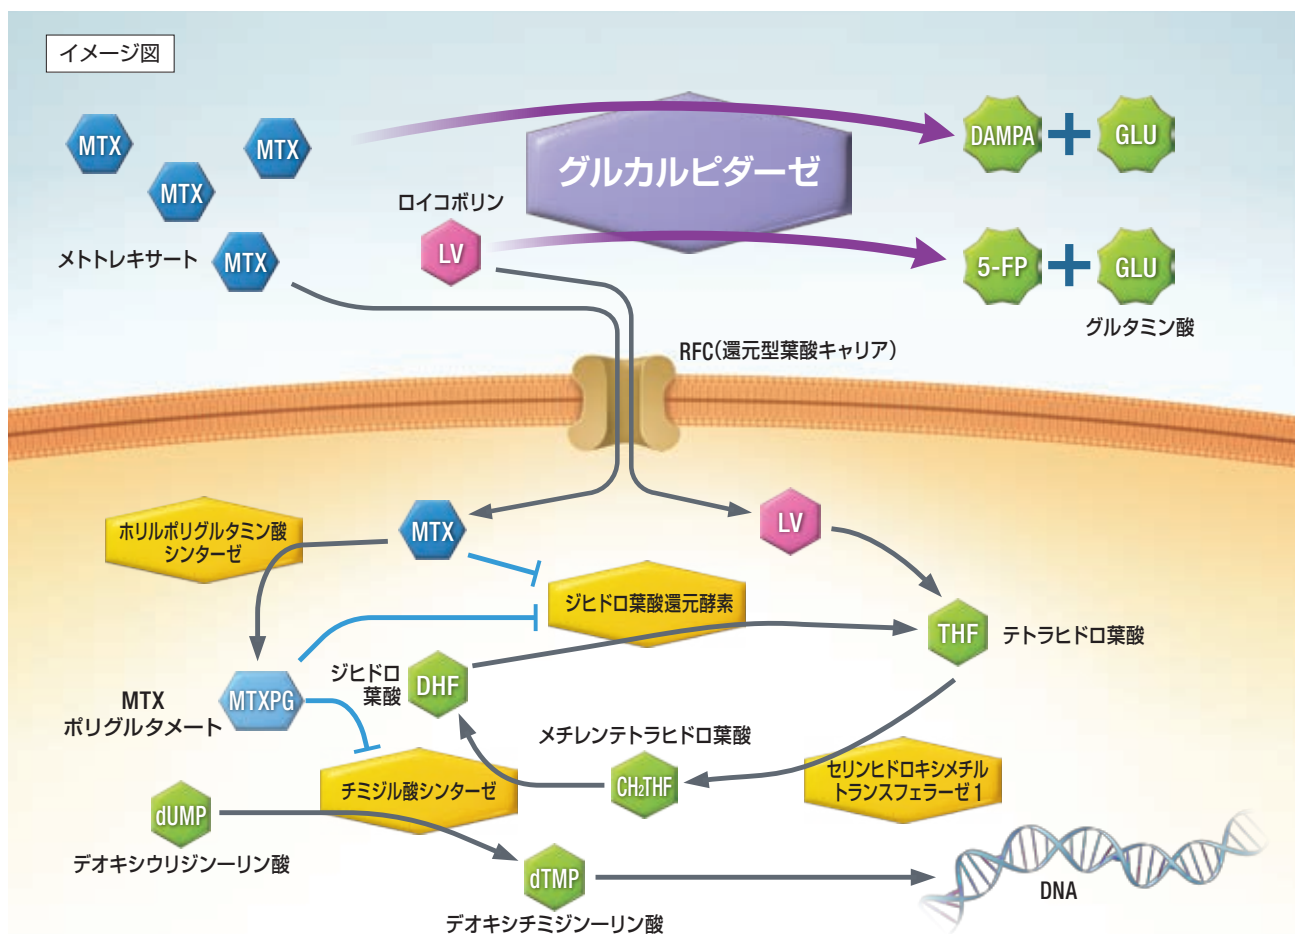 イメージ図
MTX
MTX
MTX
MTX
メトトレキサート
ロイコボリン
LV
グルカルピダーゼ
DAMPA + GLU
5-FP + GLU
グルタミン酸
RFC(還元型葉酸キャリア)
ホリルポリグルタミン酸
シンターゼ
MTX
LV
ジヒドロ葉酸還元酵素
THF
テトラヒドロ葉酸
ジヒドロ
葉酸
DHF
MTX
ポリグルタメート
MTXPG
メチレンテトラヒドロ葉酸
CH₂THF
セリンヒドロキシメチル
トランスフェラーゼ1
チミジル酸シンターゼ
dUMP
デオキシウリジンーリン酸
dTMP
デオキシチミジンーリン酸
DNA